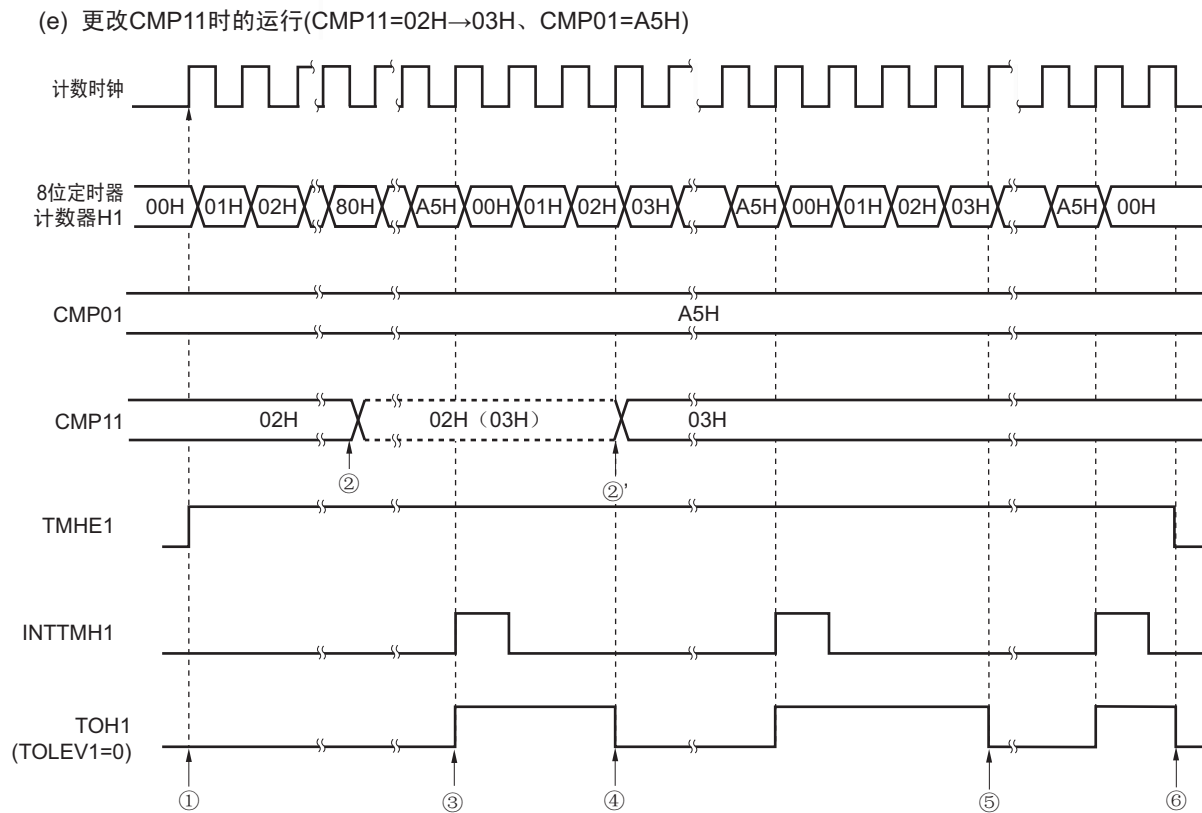 (e) 更改CMP11时的运行(CMP11=02H→03H、CMP01=A5H)
计数时钟
8位定时器
计数器H1
00H 01H 02H 80H A5H 00H 01H 02H 03H A5H 00H 01H 02H 03H A5H 00H
CMP01
A5H
CMP11
02H 02H（03H） 03H
② ②’
TMHE1
INTTMH1
TOH1
(TOLEV1=0)
① ③ ④ ⑤ ⑥